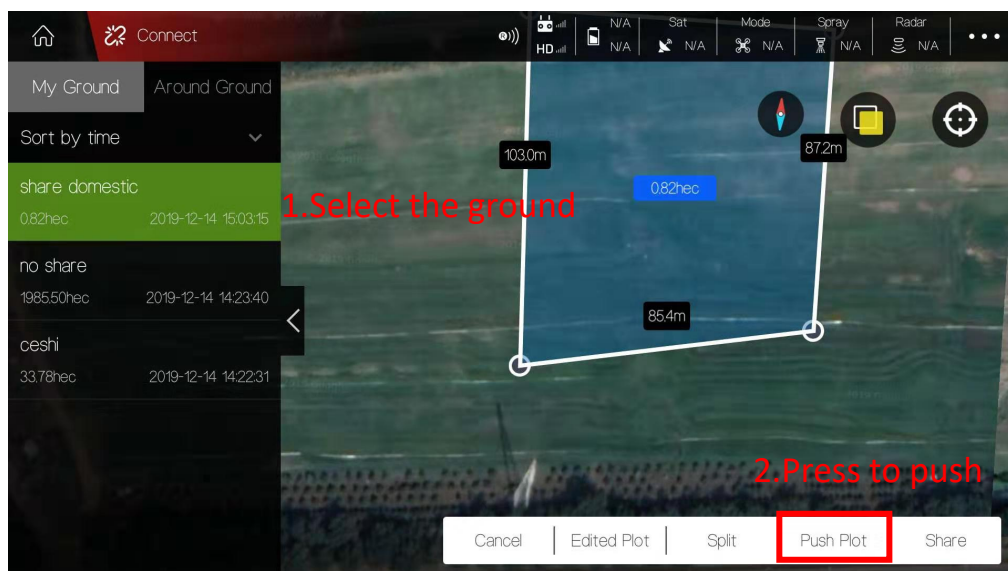 Connect
HD
N/A
N/A
Sat
N/A
Mode
N/A
Spray
N/A
Radar
N/A
My Ground
Around Ground
Sort by time
share domestic
0.82hec
2019-12-14 15:03:15
no share
1985.50hec
2019-12-14 14:23:40
ceshi
33.78hec
2019-12-14 14:22:31
103.0m
87.2m
0.82hec
1.Select the ground
85.4m
2.Press to push
Cancel
Edited Plot
Split
Push Plot
Share